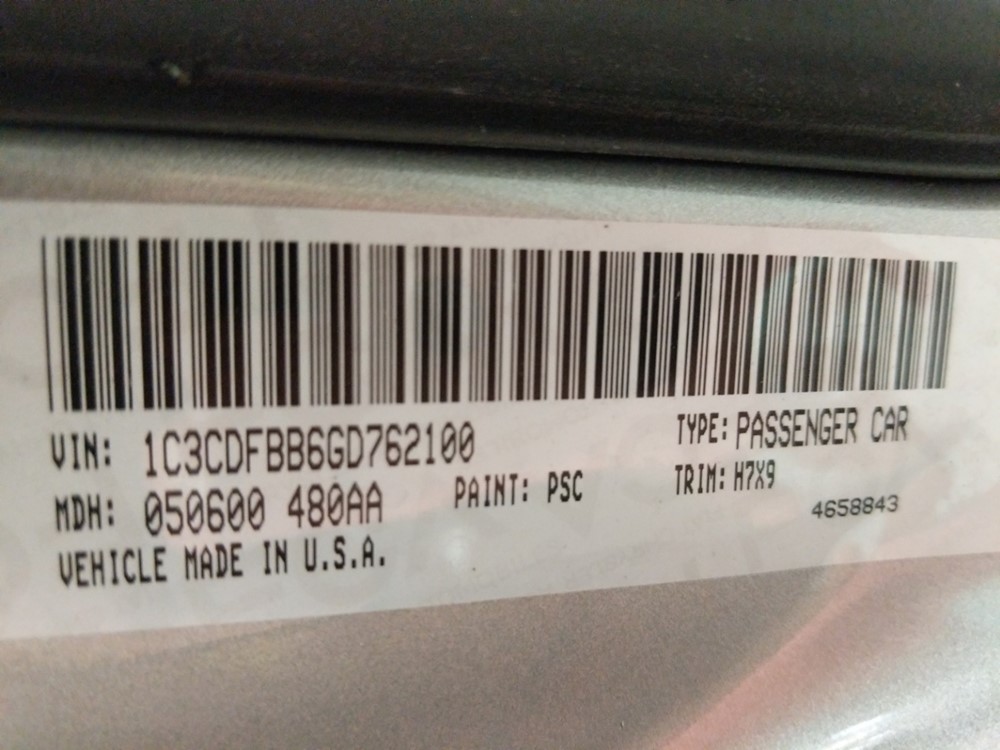 VIN: 1C3CDFBB6GD762100 TYPE: PASSENGER CAR
MDH: 050600 480AA PAINT: PSC TRIM: H7X9
4658843
VEHICLE MADE IN U.S.A.